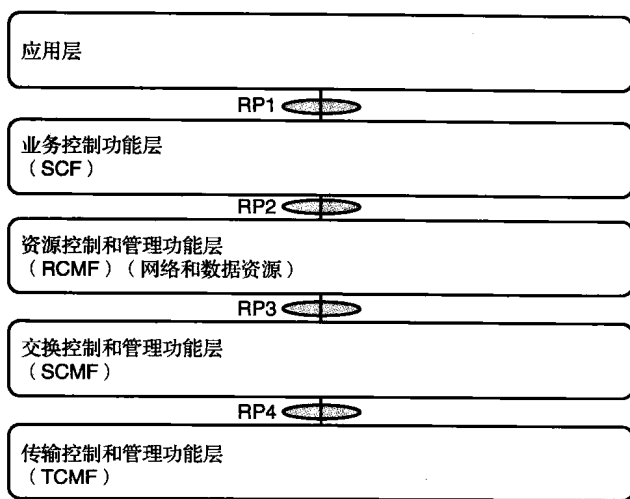 应用层
RP1
业务控制功能层
（SCF）
RP2
资源控制和管理功能层
（RCMF）（网络和数据资源）
RP3
交换控制和管理功能层
（SCMF）
RP4
传输控制和管理功能层
（TCMF）